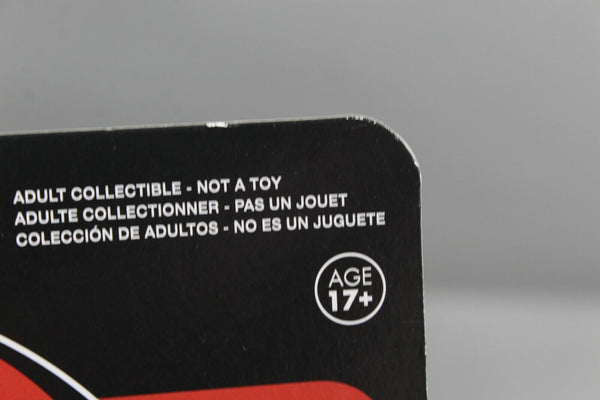 ADULT COLLECTIBLE - NOT A TOY
ADULTE COLLECTIONNER - PAS UN JOUET
COLECCIÓN DE ADULTOS - NO ES UN JUGUETE
AGE
17+